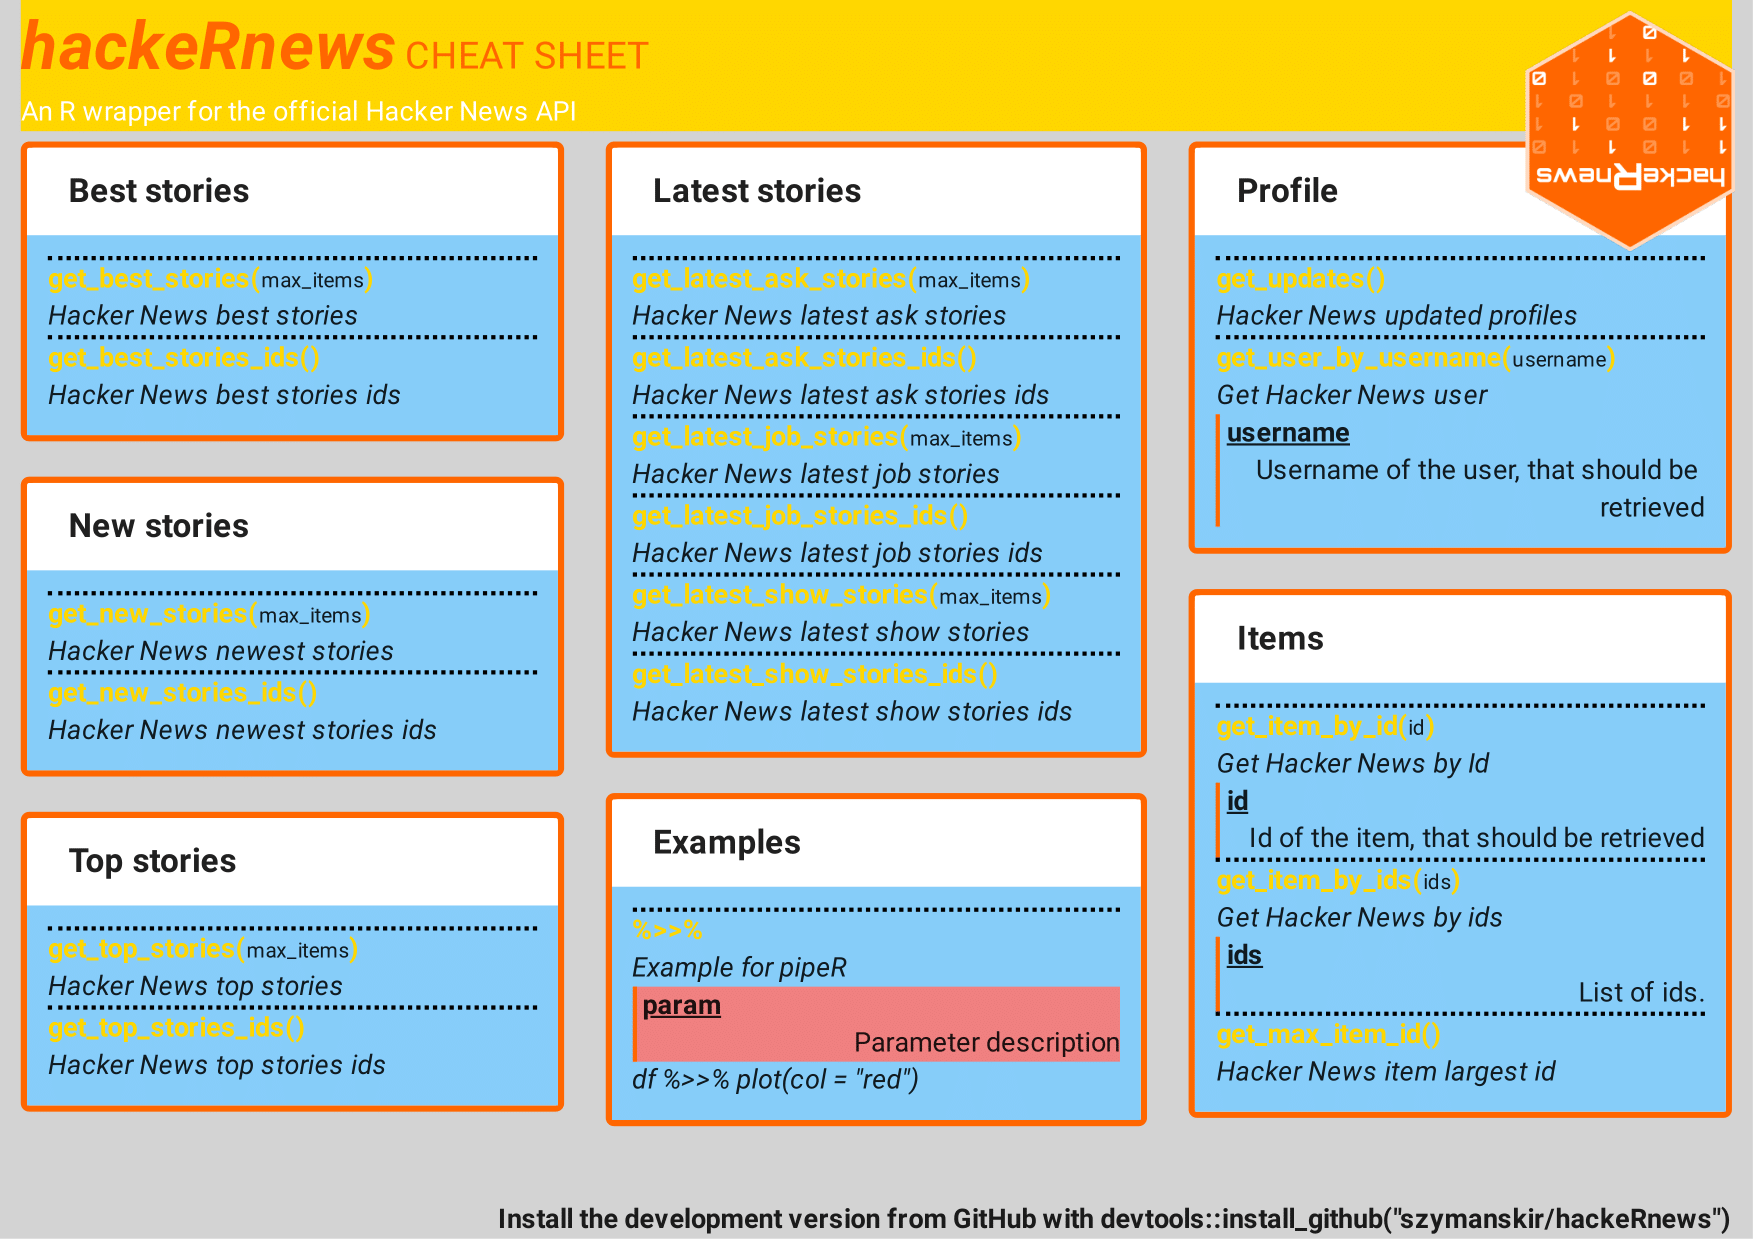 hackeRnews CHEAT SHEET
An R wrapper for the official Hacker News API
hackeRnews
Best stories
get_best_stories(max_items)
Hacker News best stories
get_best_stories_ids()
Hacker News best stories ids
New stories
get_new_stories(max_items)
Hacker News newest stories
get_new_stories_ids()
Hacker News newest stories ids
Top stories
get_top_stories(max_items)
Hacker News top stories
get_top_stories_ids()
Hacker News top stories ids
Latest stories
get_latest_ask_stories(max_items)
Hacker News latest ask stories
get_latest_ask_stories_ids()
Hacker News latest ask stories ids
get_latest_job_stories(max_items)
Hacker News latest job stories
get_latest_job_stories_ids()
Hacker News latest job stories ids
get_latest_show_stories(max_items)
Hacker News latest show stories
get_latest_show_stories_ids()
Hacker News latest show stories ids
Examples
%>>%
Example for pipeR
param
Parameter description
df %>>% plot(col = "red")
Profile
get_updates()
Hacker News updated profiles
get_user_by_username(username)
Get Hacker News user
username
Username of the user, that should be
retrieved
Items
get_item_by_id(id)
Get Hacker News by Id
id
Id of the item, that should be retrieved
get_item_by_ids(ids)
Get Hacker News by ids
ids
List of ids.
get_max_item_id()
Hacker News item largest id
Install the development version from GitHub with devtools::install_github("szymanskir/hackeRnews")